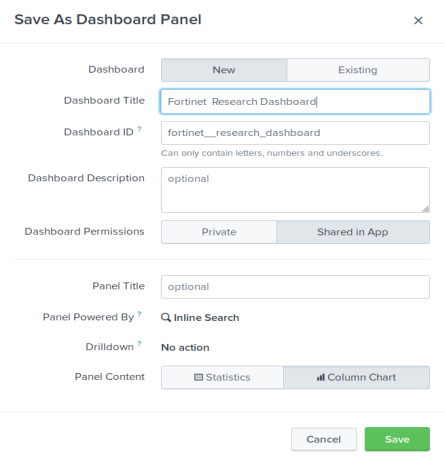 Save As Dashboard Panel ×
Dashboard New Existing
Dashboard Title Fortinet  Research Dashboard
Dashboard ID ? fortinet__research_dashboard
Can only contain letters, numbers and underscores.
Dashboard Description optional
Dashboard Permissions Private Shared in App
Panel Title optional
Panel Powered By ? Inline Search
Drilldown ? No action
Panel Content Statistics Column Chart
Cancel Save